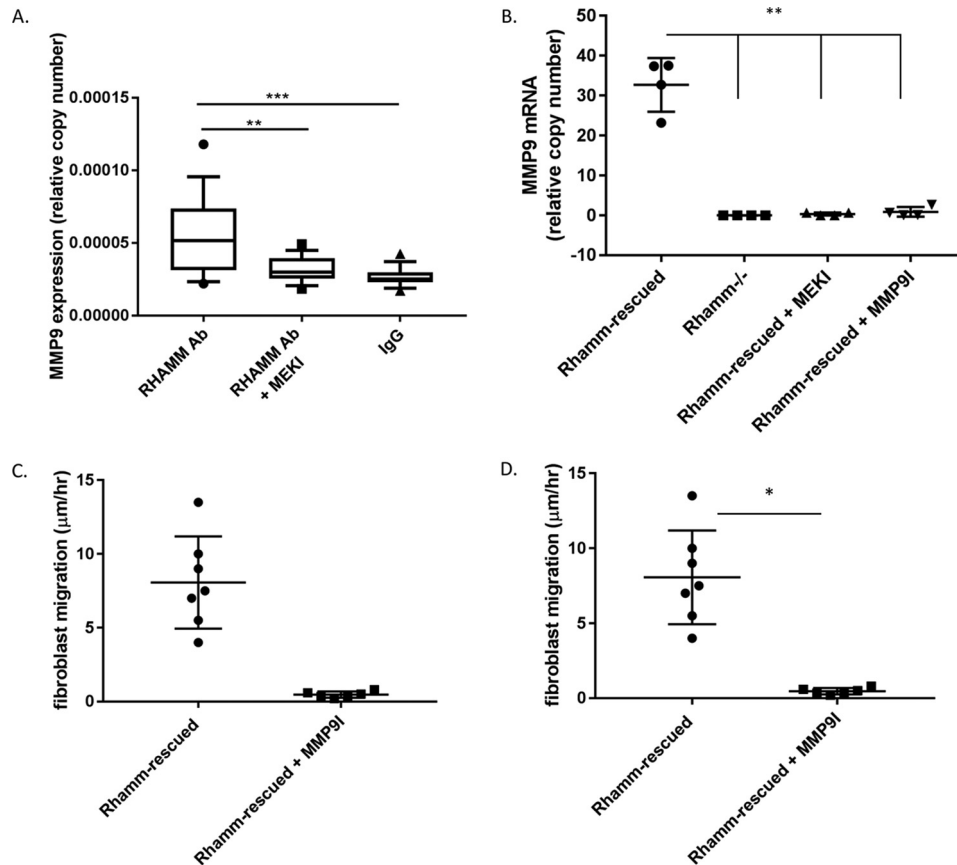 A.
MMP9 expression (relative copy number)
0.00015
0.00010
0.00005
0.00000
***
**
RHAMM Ab
RHAMM Ab
+ MEKI
IgG
B.
MMP9 mRNA
(relative copy number)
50
40
30
20
10
0
-10
**
Rhamm-rescued
Rhamm-/-
Rhamm-rescued + MEKI
Rhamm-rescued + MMP9I
C.
fibroblast migration (μm/hr)
15
10
5
0
Rhamm-rescued
Rhamm-rescued + MMP9I
D.
fibroblast migration (μm/hr)
15
10
5
0
*
Rhamm-rescued
Rhamm-rescued + MMP9I